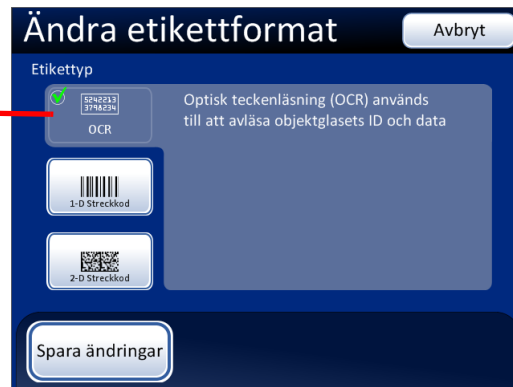 Ändra etikettformat
Avbryt
Etikettyp
5242213
3798234
OCR
Optisk teckenläsning (OCR) används
till att avläsa objektglasets ID och data
1-D Streckkod
2-D Streckkod
Spara ändringar